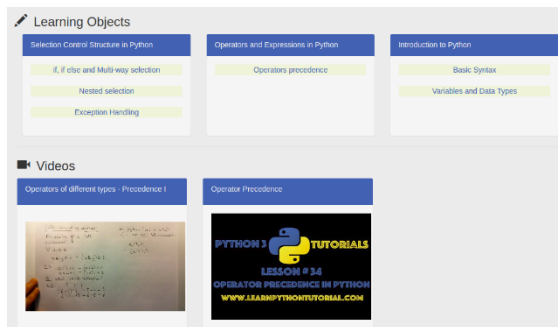 Learning Objects
Selection Control Structure in Python
if, if else and Multi-way selection
Nested selection
Exception Handling
Operators and Expressions in Python
Operators precedence
Introduction to Python
Basic Syntax
Variables and Data Types
Videos
Operators of different types - Precedence I
Operator Precedence
PYTHON 3 TUTORIALS
LESSON # 34
OPERATOR PRECEDENCE IN PYTHON
WWW.LEARNPYTHONTUTORIAL.COM